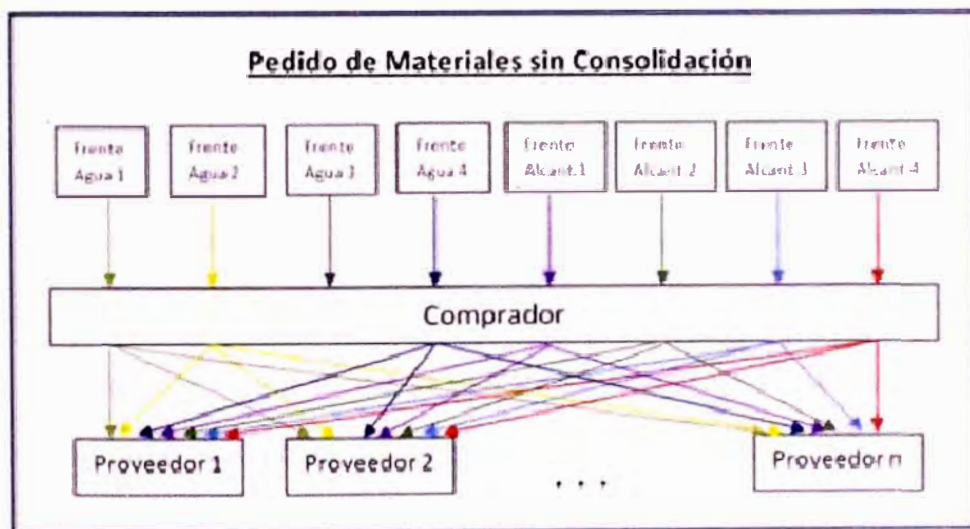 Pedido de Materiales sin Consolidación
Frente
Agua 1
Frente
Agua 2
Frente
Agua 3
Frente
Agua 4
Frente
Alcant.1
Frente
Alcant.2
Frente
Alcant.3
Frente
Alcant.4
Comprador
Proveedor 1
Proveedor 2
. . .
Proveedor n